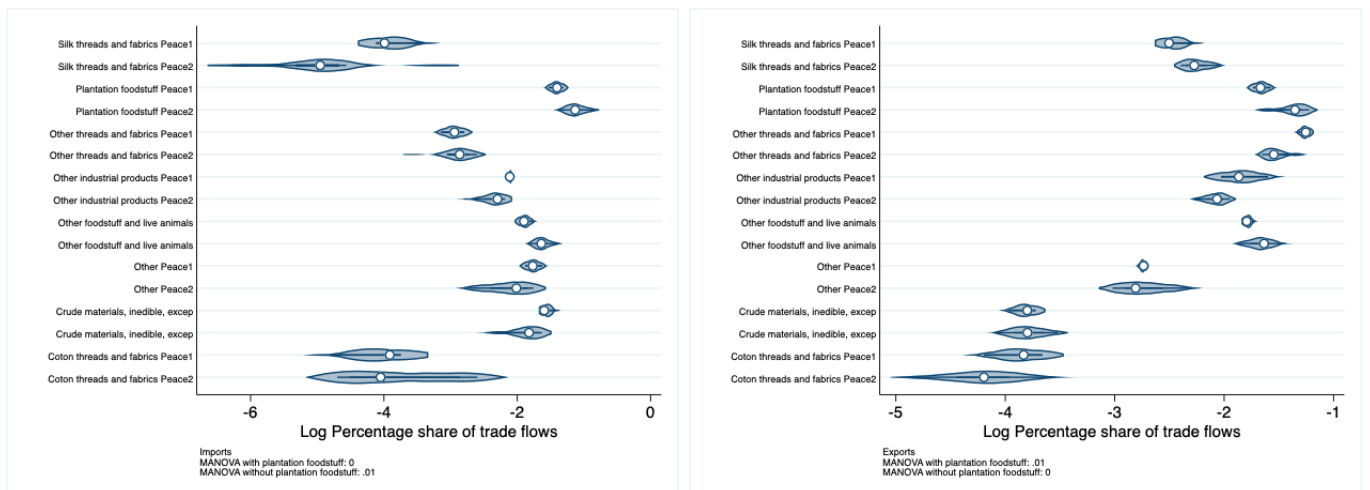 Silk threads and fabrics Peace1
Silk threads and fabrics Peace2
Plantation foodstuff Peace1
Plantation foodstuff Peace2
Other threads and fabrics Peace1
Other threads and fabrics Peace2
Other industrial products Peace1
Other industrial products Peace2
Other foodstuff and live animals
Other foodstuff and live animals
Other Peace1
Other Peace2
Crude materials, inedible, excep
Crude materials, inedible, excep
Coton threads and fabrics Peace1
Coton threads and fabrics Peace2
-6 -4 -2 0
Log Percentage share of trade flows
Imports
MANOVA with plantation foodstuff: 0
MANOVA without plantation foodstuff: .01
Silk threads and fabrics Peace1
Silk threads and fabrics Peace2
Plantation foodstuff Peace1
Plantation foodstuff Peace2
Other threads and fabrics Peace1
Other threads and fabrics Peace2
Other industrial products Peace1
Other industrial products Peace2
Other foodstuff and live animals
Other foodstuff and live animals
Other Peace1
Other Peace2
Crude materials, inedible, excep
Crude materials, inedible, excep
Coton threads and fabrics Peace1
Coton threads and fabrics Peace2
-5 -4 -3 -2 -1
Log Percentage share of trade flows
Exports
MANOVA with plantation foodstuff: .01
MANOVA without plantation foodstuff: 0